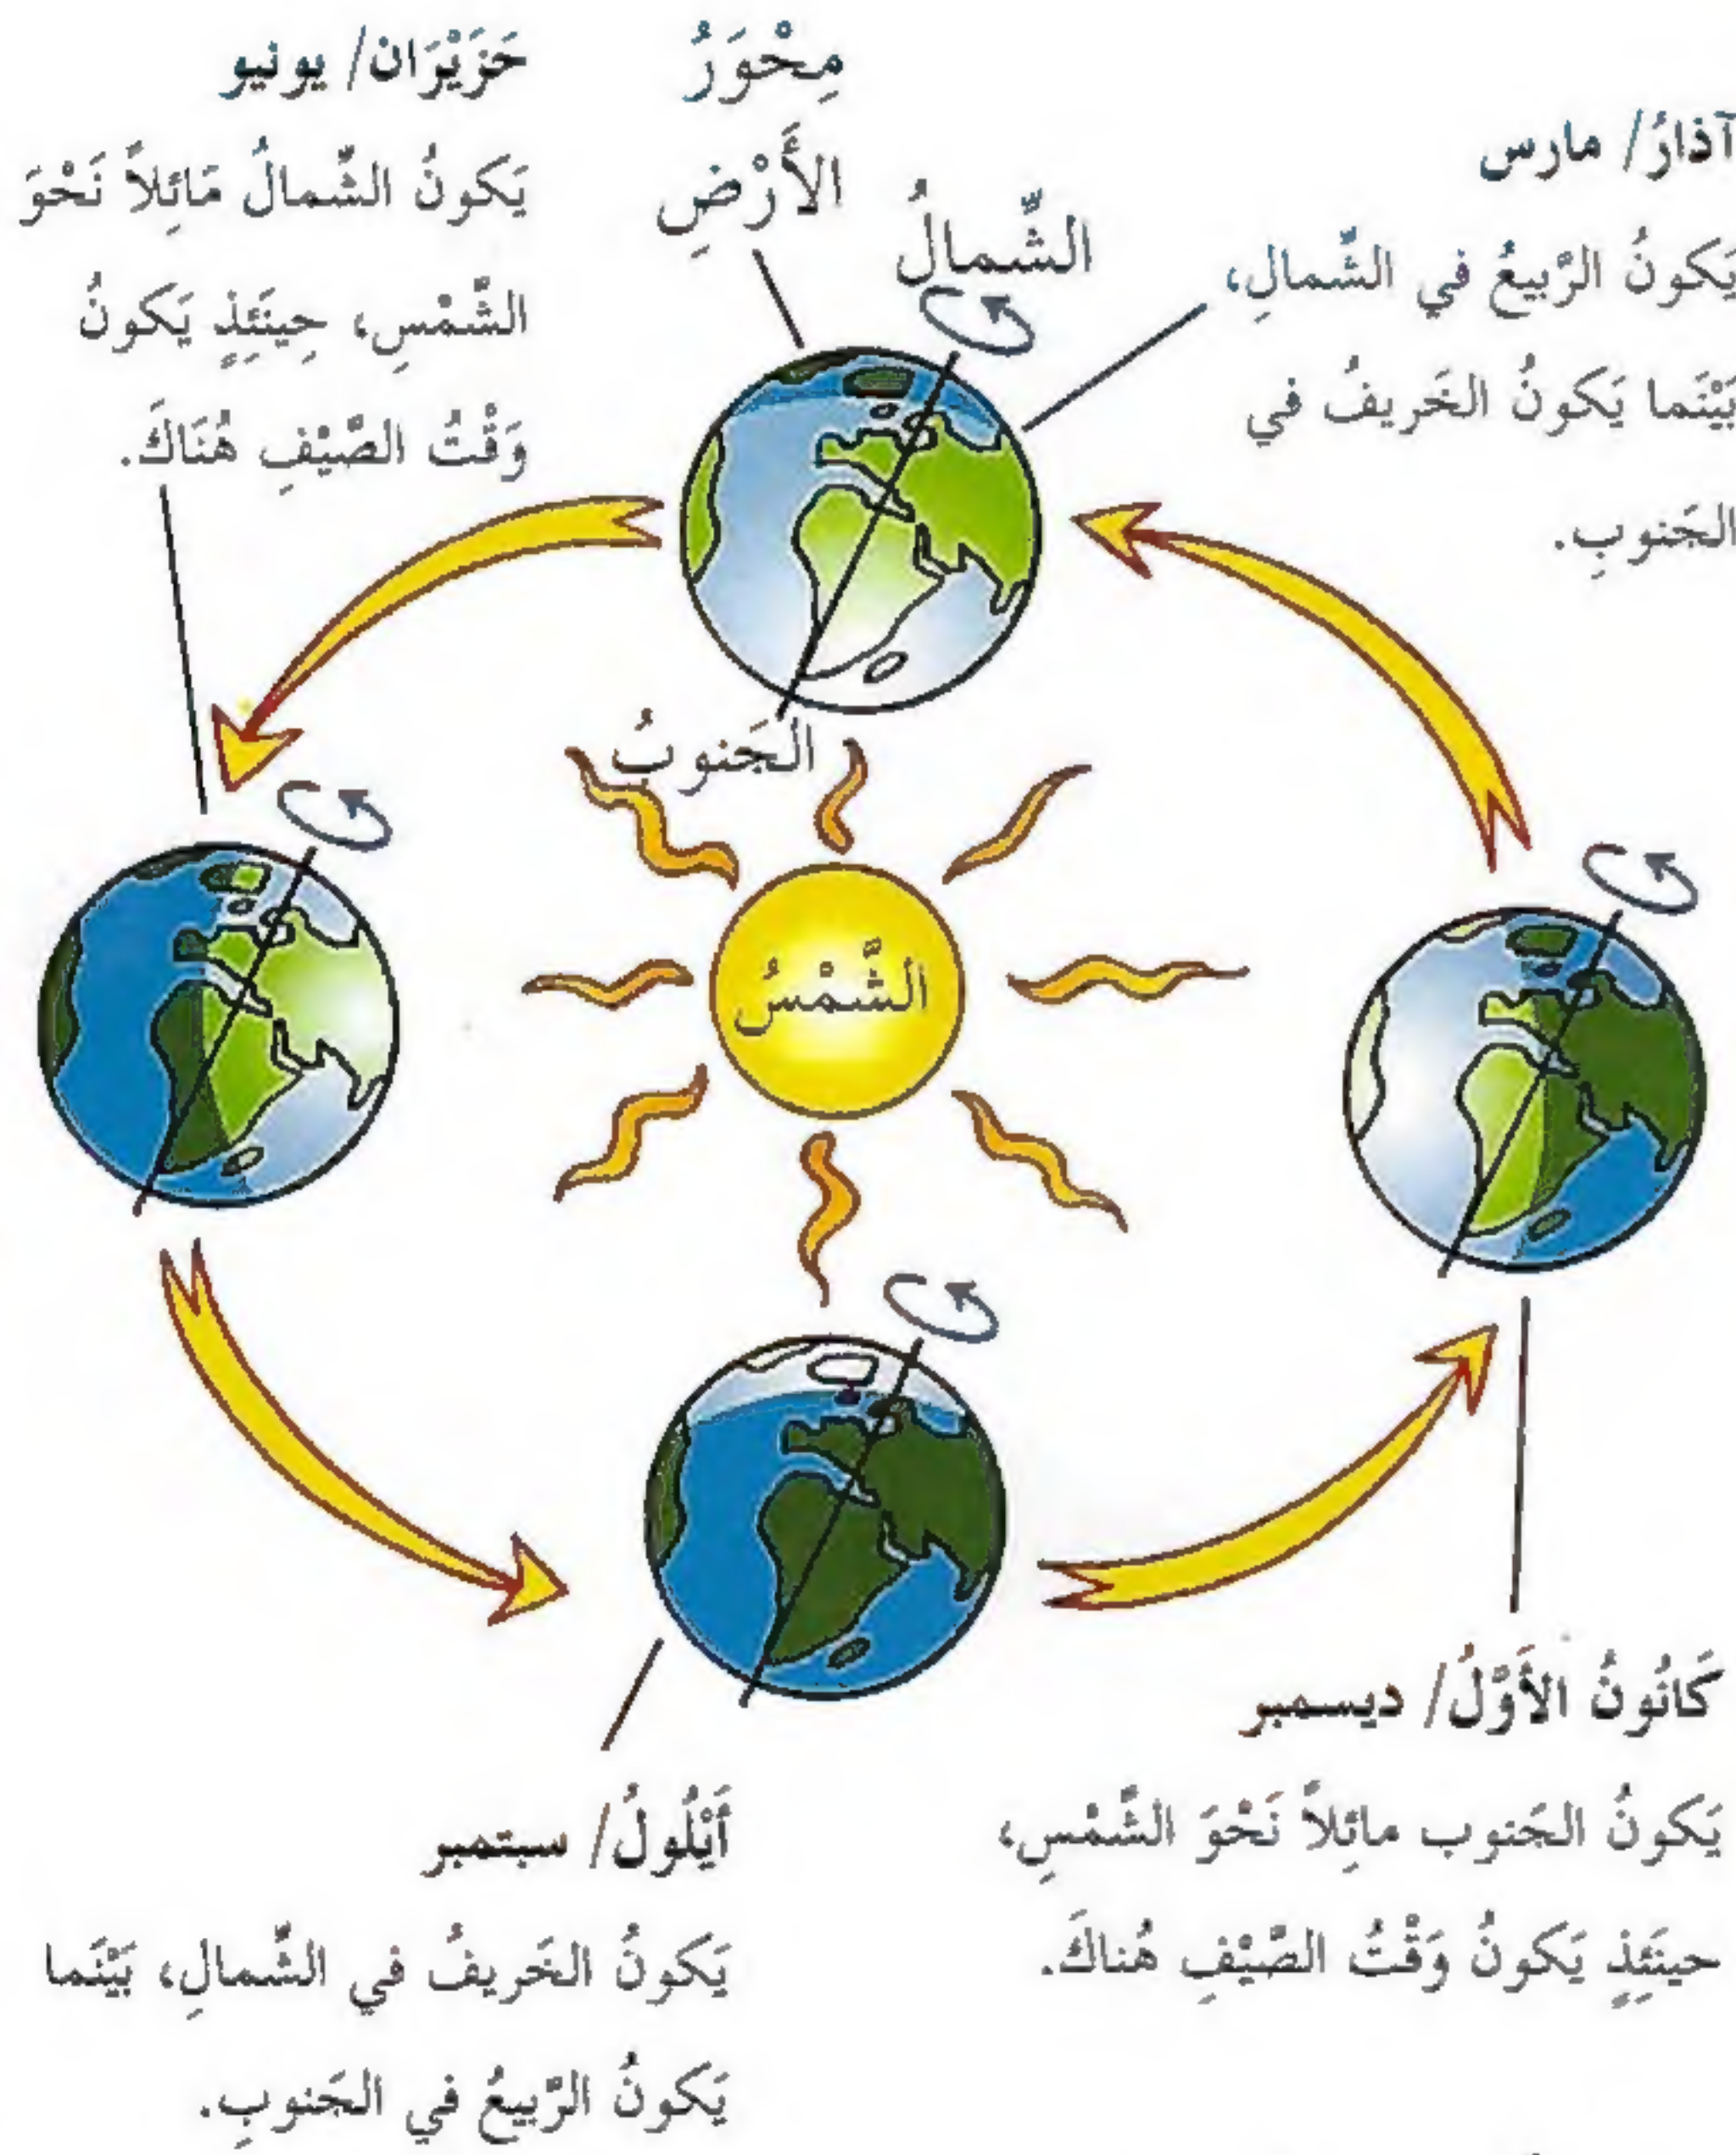 حَزَيْرَان/ يونيو
يَكونُ الشِّمالُ مَائِلاً نَحْوَ
الشَّمْسِ، حِينَئِذٍ يَكونُ
وَقْتُ الصَّيْفِ هُنَاكَ.
مِحْوَرُ
الأَرْضِ
الشِّمالُ
آذارُ/ مارس
يَكونُ الرَّبيعُ في الشِّمالِ،
بَيْنَما يَكونُ الخَريفُ في
الجَنوبِ.
الجَنوبُ
الشَّمْسُ
كَانُونُ الأَوَّلُ/ ديسمبر
يَكونُ الجَنوب مائِلاً نَحْوَ الشَّمْسِ،
حينَئِذٍ يَكونُ وَقْتُ الصَّيْفِ هُناكَ.
أَيْلُولُ/ سبتمبر
يَكونُ الخَريفُ في الشِّمالِ، بَيْنَما
يَكونُ الرَّبيعُ في الجَنوبِ.